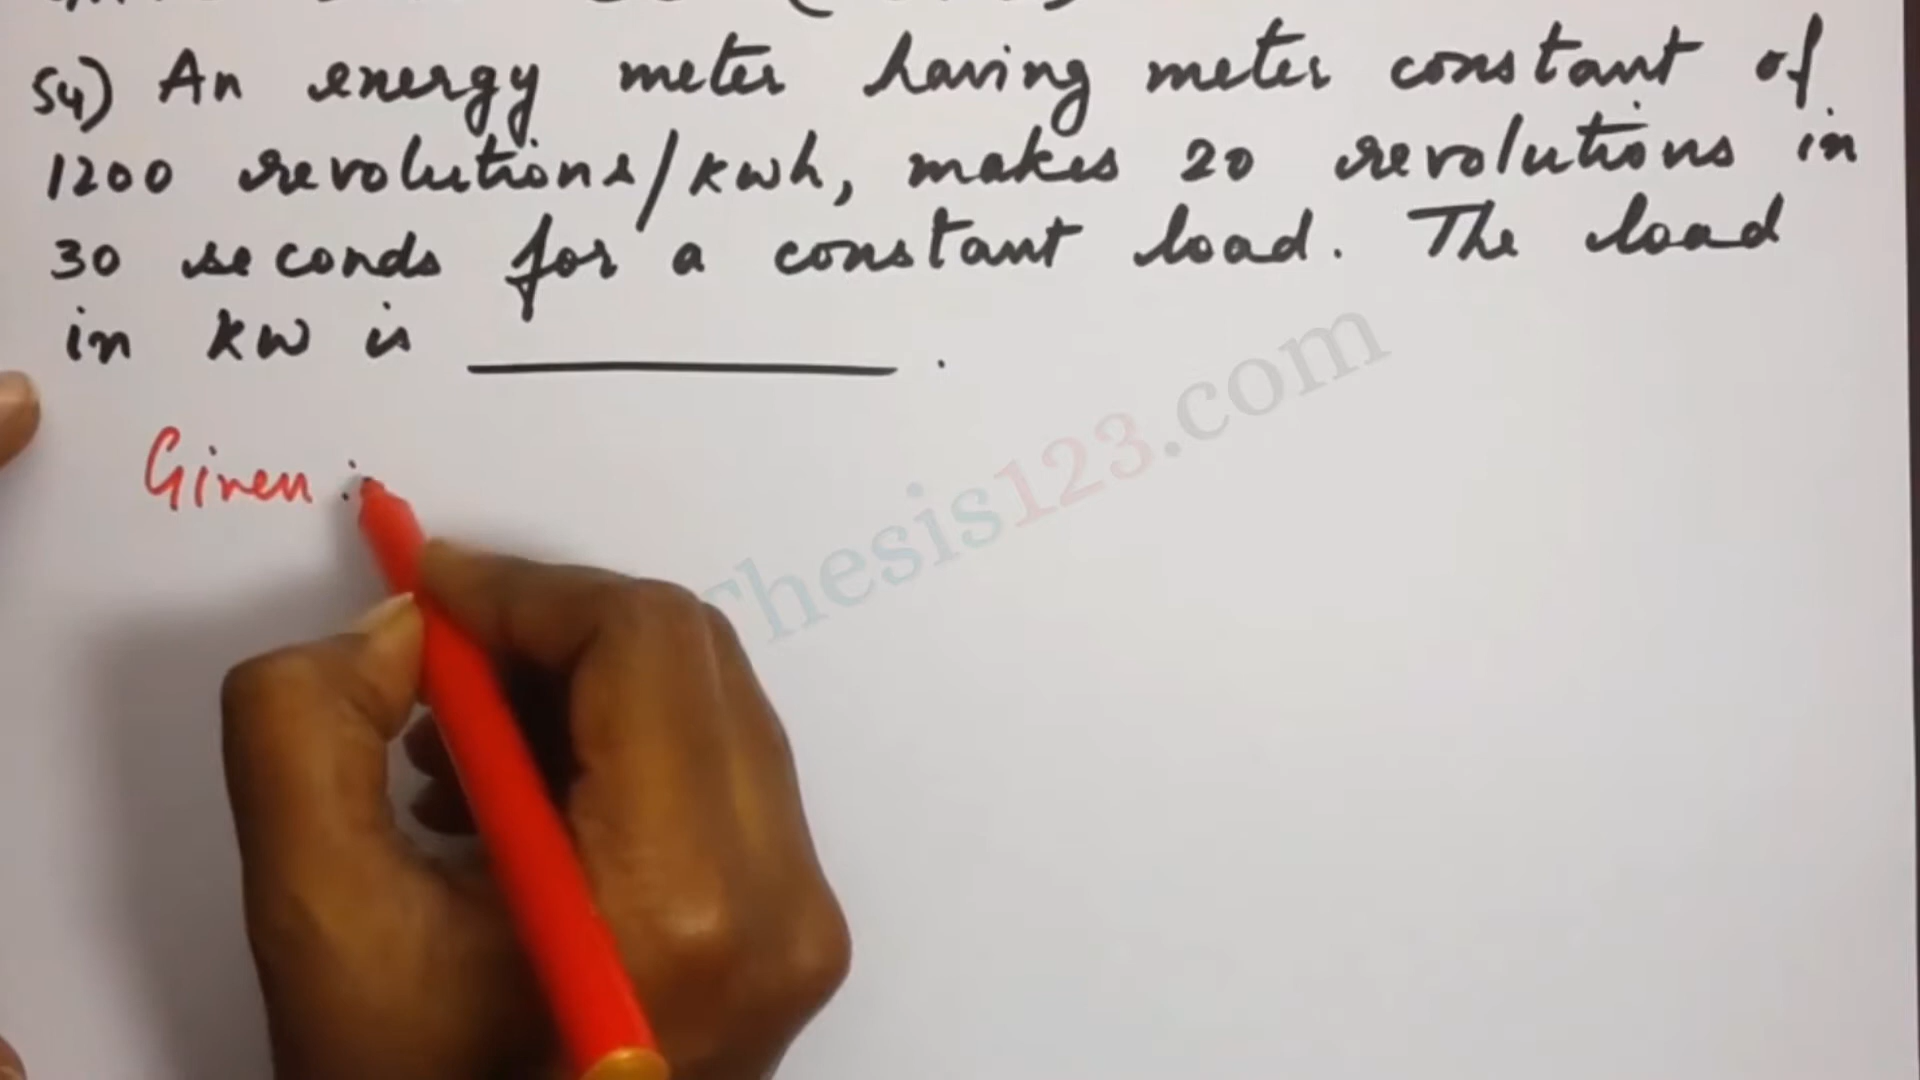 54) An energy meter having meter constant of
1200 revolutions/kwh, makes 20 revolutions in
30 seconds for a constant load. The load
in kw is ________ .
Given :
Thesis123.com